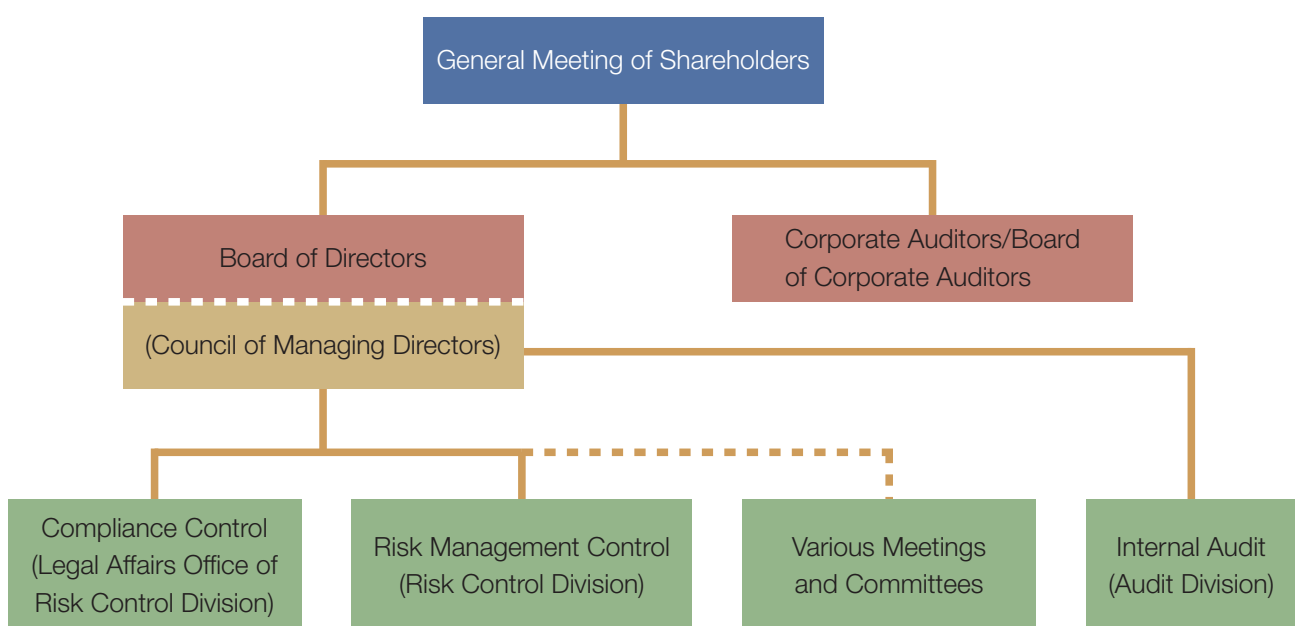 General Meeting of Shareholders
Board of Directors
Corporate Auditors/Board
of Corporate Auditors
(Council of Managing Directors)
Compliance Control
(Legal Affairs Office of
Risk Control Division)
Risk Management Control
(Risk Control Division)
Various Meetings
and Committees
Internal Audit
(Audit Division)